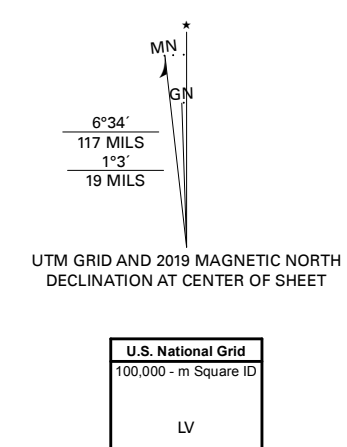 ★
MN
GN
6°34´
117 MILS
1°3´
19 MILS
UTM GRID AND 2019 MAGNETIC NORTH
DECLINATION AT CENTER OF SHEET
U.S. National Grid
100,000 - m Square ID
LV